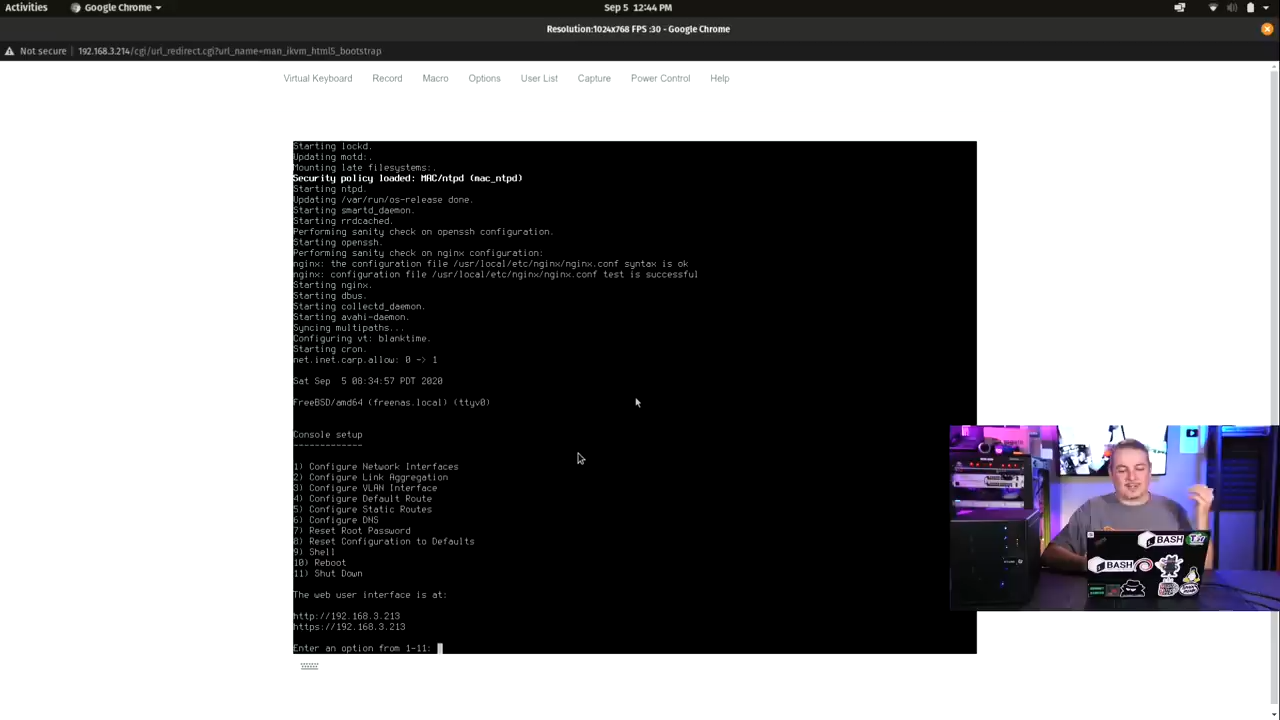 Activities
Google Chrome
Sep 5 12:44 PM
Resolution:1024x768 FPS :30 - Google Chrome
Not secure
192.168.3.214/cgi/url_redirect.cgi?url_name=man_ikvm_html5_bootstrap
Virtual Keyboard Record Macro Options User List Capture Power Control Help
Starting lockd.
Updating motd:.
Mounting late filesystems:.
Security policy loaded: MAC/ntpd (mac_ntpd)
Starting ntpd.
Updating /var/run/os-release done.
Starting smartd_daemon.
Starting rrdcached.
Performing sanity check on openssh configuration.
Starting openssh.
Performing sanity check on nginx configuration:
nginx: the configuration file /usr/local/etc/nginx/nginx.conf syntax is ok
nginx: configuration file /usr/local/etc/nginx/nginx.conf test is successful
Starting nginx.
Starting dbus.
Starting collectd_daemon.
Starting avahi-daemon.
Syncing multipaths...
Configuring vt: blanktime.
Starting cron.
net.inet.carp.allow: 0 -> 1
Sat Sep 5 08:34:57 PDT 2020
FreeBSD/amd64 (freenas.local) (ttyv0)
Console setup
-------------
1) Configure Network Interfaces
2) Configure Link Aggregation
3) Configure VLAN Interface
4) Configure Default Route
5) Configure Static Routes
6) Configure DNS
7) Reset Root Password
8) Reset Configuration to Defaults
9) Shell
10) Reboot
11) Shut Down
The web user interface is at:
http://192.168.3.213
https://192.168.3.213
Enter an option from 1-11:
BASH
BASH